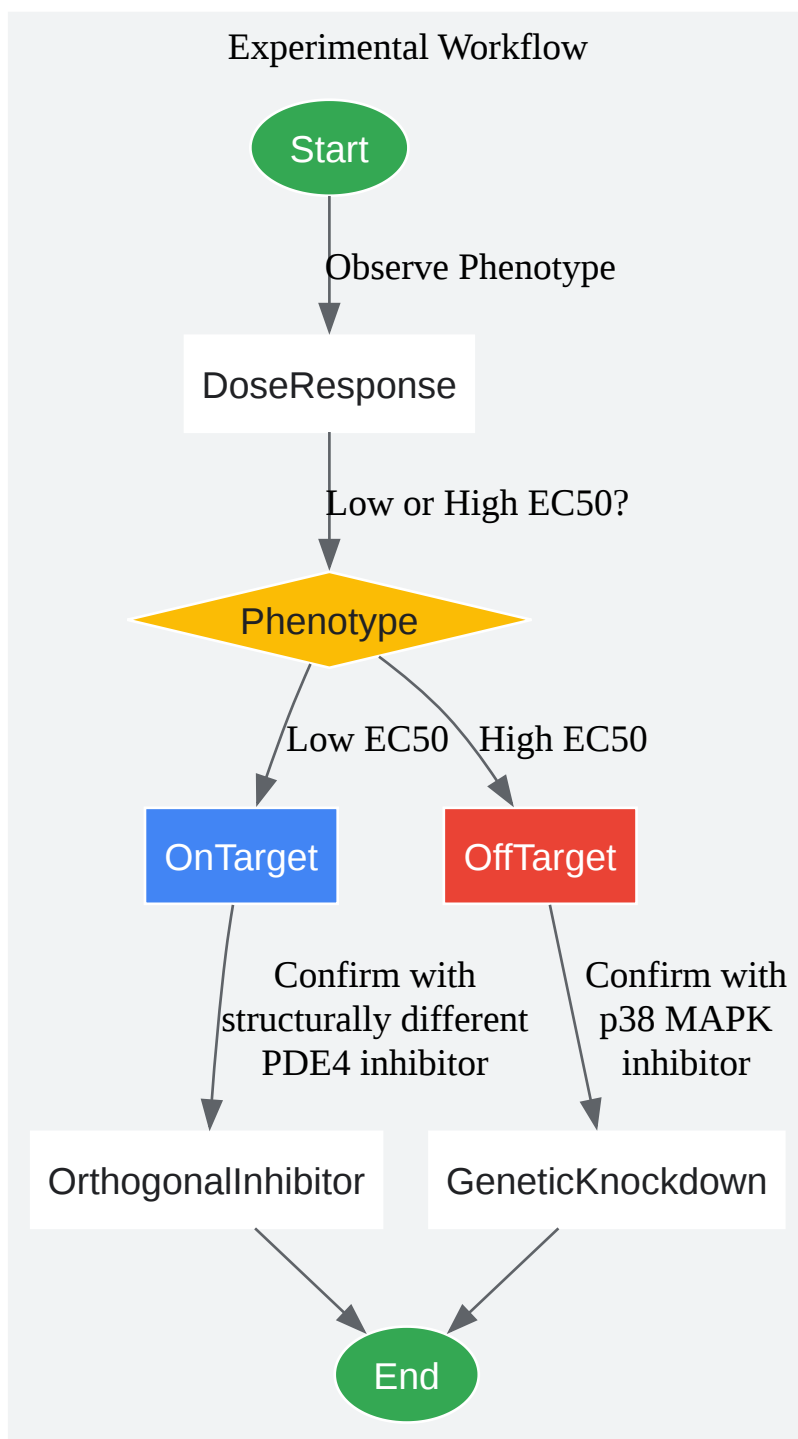 Experimental Workflow
Start
Observe Phenotype
DoseResponse
Low or High EC50?
Phenotype
Low EC50
High EC50
OnTarget
OffTarget
Confirm with
structurally different
PDE4 inhibitor
Confirm with
p38 MAPK
inhibitor
OrthogonalInhibitor
GeneticKnockdown
End